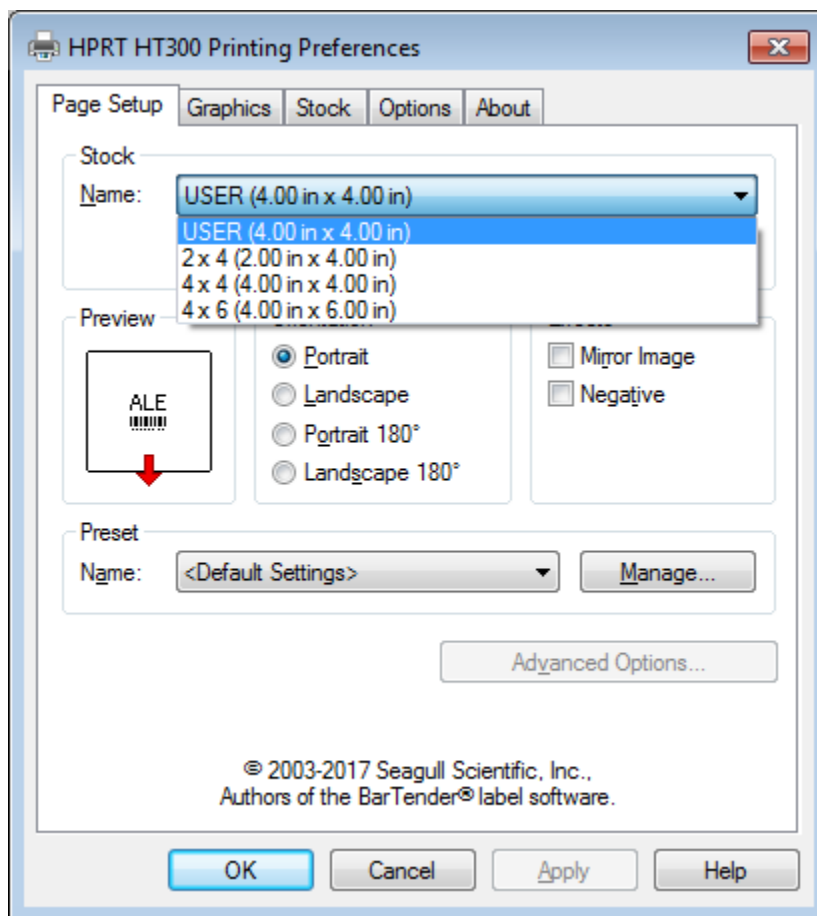 HPRT HT300 Printing Preferences
Page Setup Graphics Stock Options About
Stock
Name: USER (4.00 in x 4.00 in)
USER (4.00 in x 4.00 in)
2 x 4 (2.00 in x 4.00 in)
4 x 4 (4.00 in x 4.00 in)
4 x 6 (4.00 in x 6.00 in)
Preview
ALE
Portrait
Landscape
Portrait 180°
Landscape 180°
Mirror Image
Negative
Preset
Name: <Default Settings> Manage...
Advanced Options...
© 2003-2017 Seagull Scientific, Inc.,
Authors of the BarTender® label software.
OK Cancel Apply Help